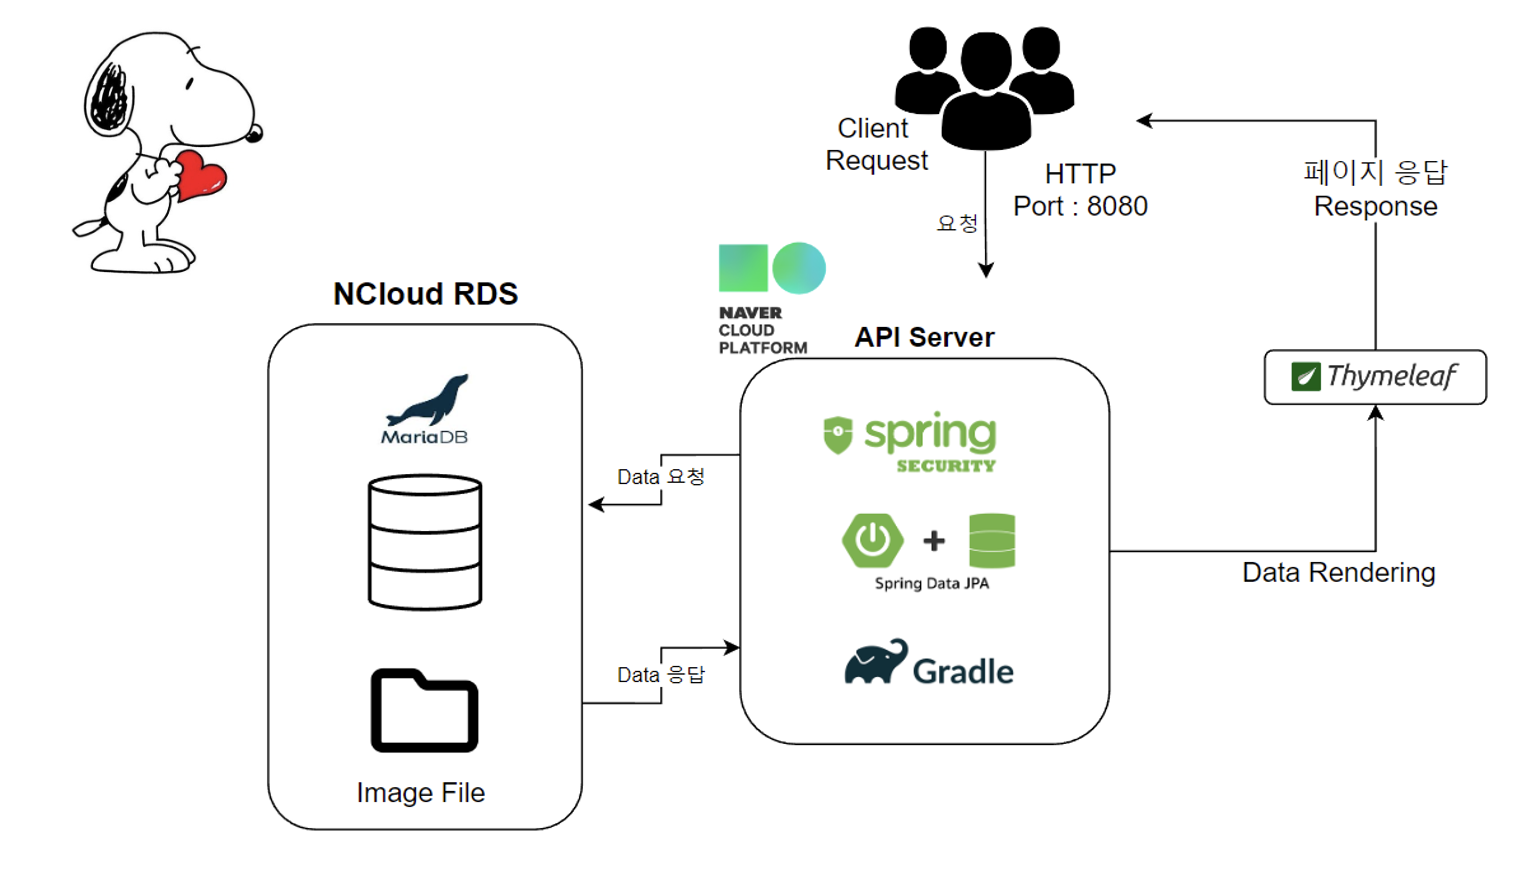 Client
Request
HTTP
Port : 8080
요청
페이지 응답
Response
NAVER
CLOUD
PLATFORM
NCloud RDS
API Server
MariaDB
Thymeleaf
spring
SECURITY
Data 요청
Spring Data JPA
Data Rendering
Data 응답
Gradle
Image File